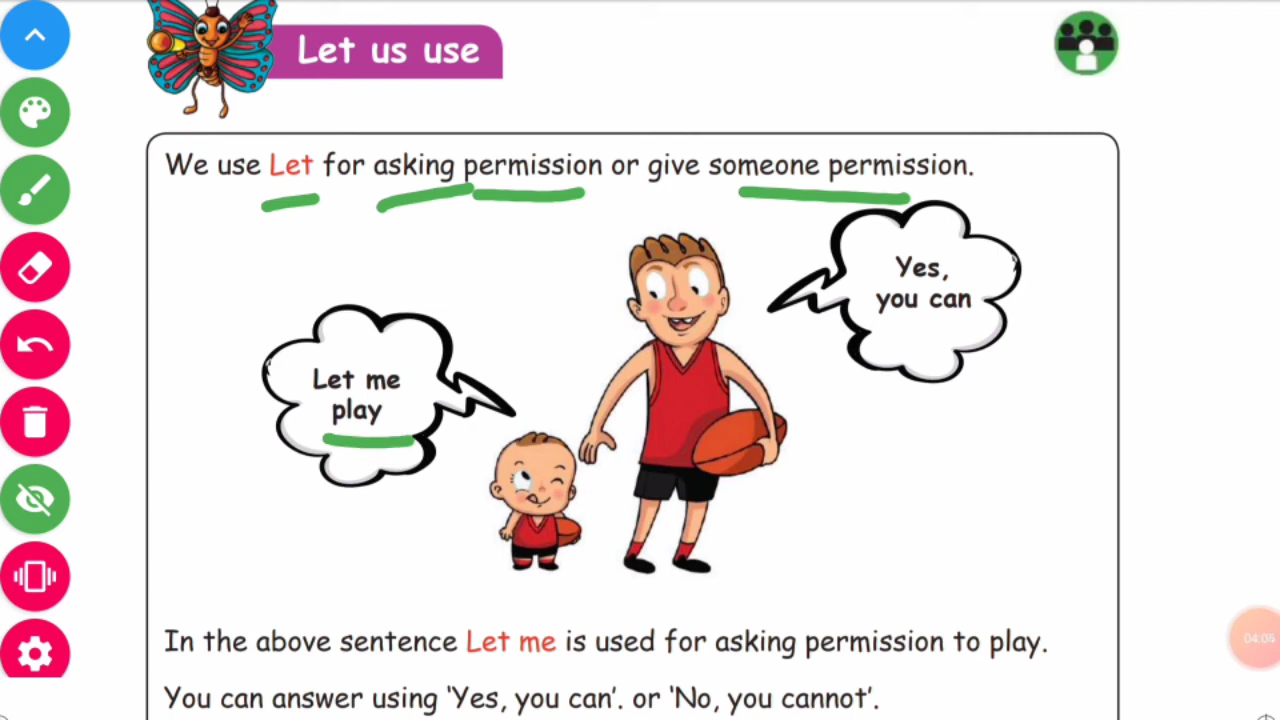 Let us use
We use Let for asking permission or give someone permission.
Yes,
you can
Let me
play
In the above sentence Let me is used for asking permission to play.
You can answer using 'Yes, you can'. or 'No, you cannot'.
04:05